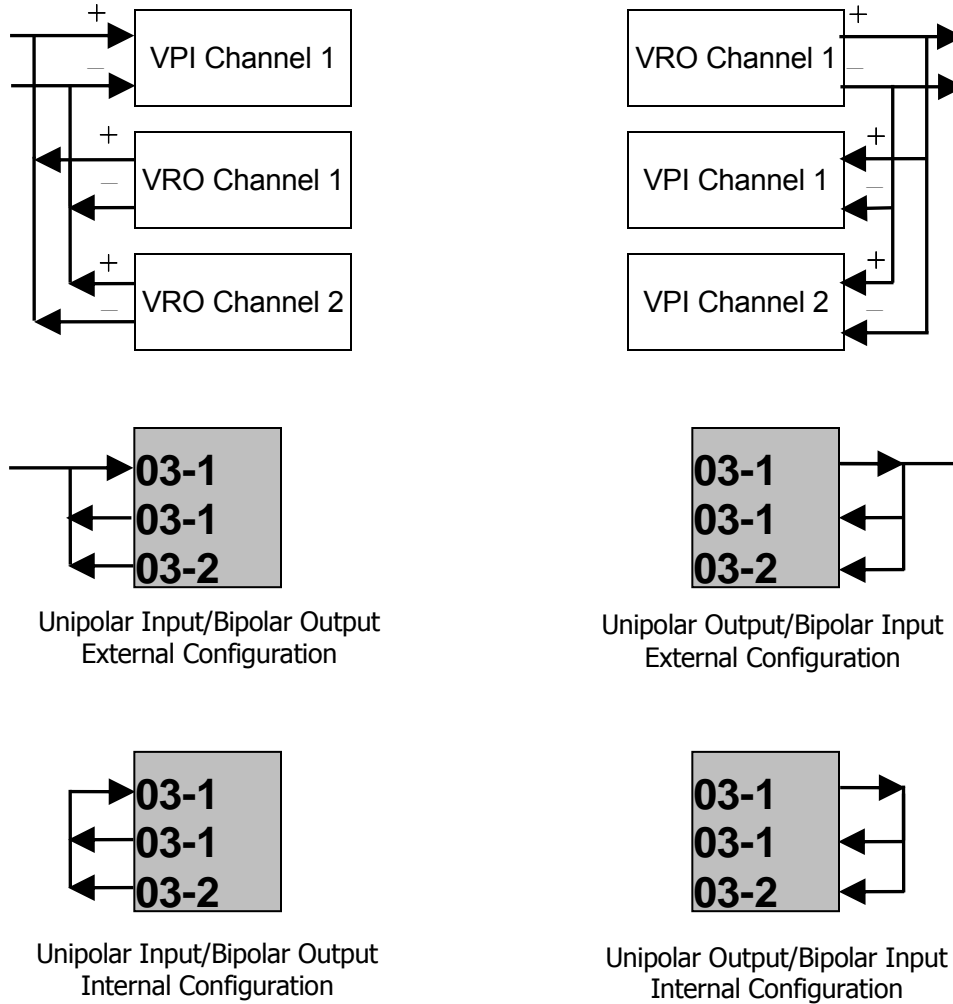 +
VPI Channel 1
–
+
VRO Channel 1
–
+
VRO Channel 2
–
VRO Channel 1
+
–
VPI Channel 1
+
–
VPI Channel 2
+
–
03-1
03-1
03-2
Unipolar Input/Bipolar Output
External Configuration
03-1
03-1
03-2
Unipolar Output/Bipolar Input
External Configuration
03-1
03-1
03-2
Unipolar Input/Bipolar Output
Internal Configuration
03-1
03-1
03-2
Unipolar Output/Bipolar Input
Internal Configuration